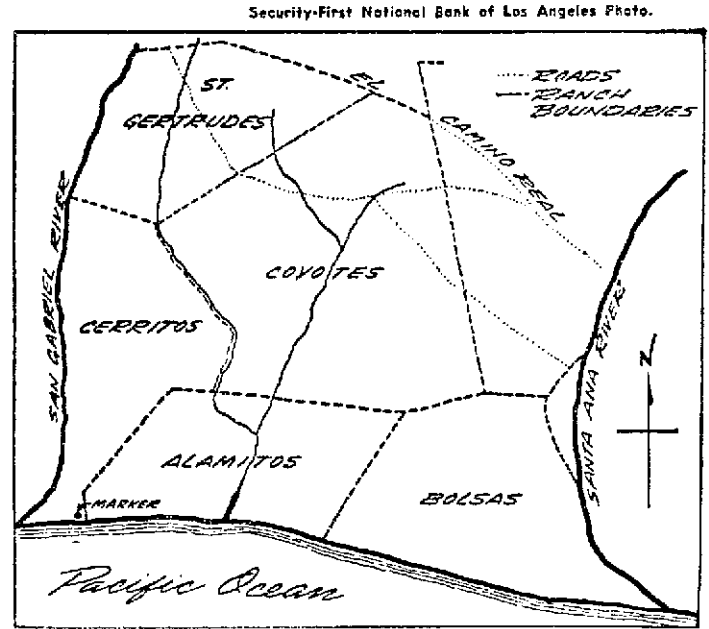 Security-First National Bank of Los Angeles Photo.
ROADS
RANCH
BOUNDARIES
ST.
GERTRUDES
EL
CAMINO REAL
SAN GABRIEL RIVER
COYOTES
CERRITOS
SANTA ANA RIVER
N
ALAMITOS
BOLSAS
MARKER
Pacific Ocean